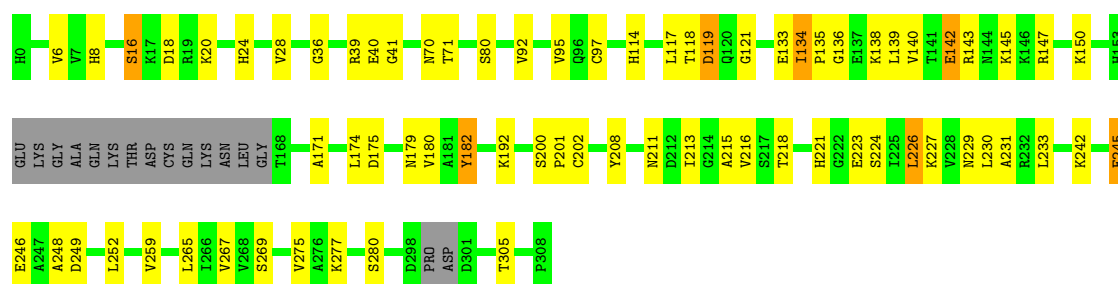 H0 V6 V7 H8 S16 K17 D18 R19 K20 H24 V28 G36 R39 E40 G41 N70 T71 S80 V92 V95 Q96 C97 H114 L117 T118 D119 Q120 G121 E133 I134 P135 G136 E137 K138 L139 V140 T141 E142 R143 N144 K145 K146 R147 K150 H153
GLU LYS GLY ALA GLN LYS THR ASP CYS GLN LYS ASN LEU GLY T168 A171 L174 D175 N179 V180 A181 Y182 K192 S200 P201 C202 Y208 N211 D212 I213 G214 A215 V216 S217 T218 H221 G222 E223 S224 I225 L226 K227 V228 N229 L230 A231 R232 L233 K242
E246 A247 A248 D249 L252 V259 L265 I266 V267 V268 S269 V275 A276 K277 S280 D298 PRO ASP D301 T305 P308